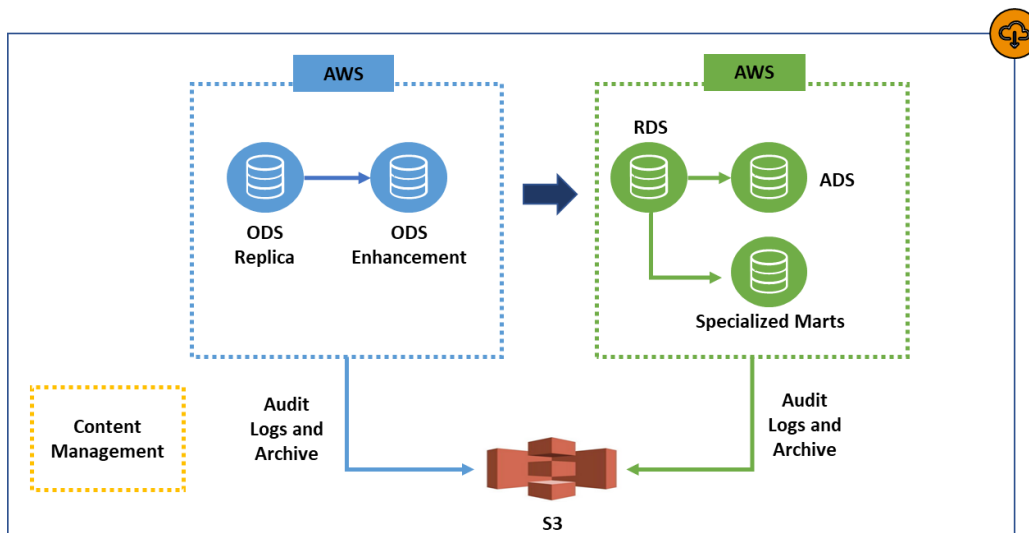 AWS
AWS
RDS
ADS
ODS
Replica
ODS
Enhancement
Specialized Marts
Content
Management
Audit
Logs and
Archive
Audit
Logs and
Archive
S3